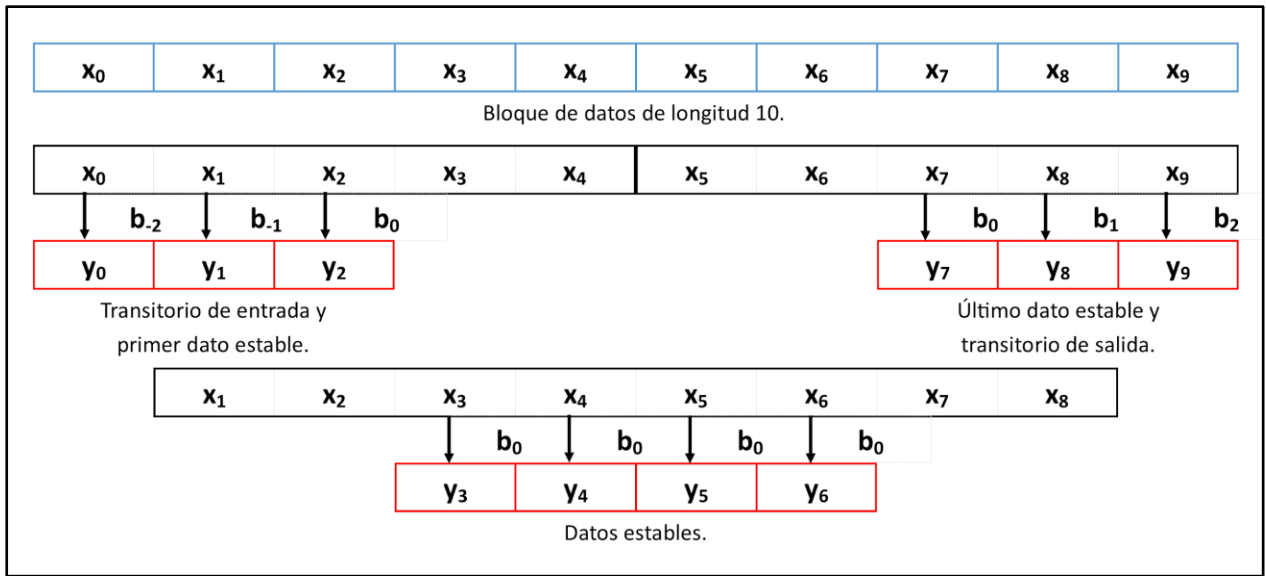 x₀ x₁ x₂ x₃ x₄ x₅ x₆ x₇ x₈ x₉
Bloque de datos de longitud 10.
x₀ x₁ x₂ x₃ x₄ x₅ x₆ x₇ x₈ x₉
b₋₂ b₋₁ b₀ b₀ b₁ b₂
y₀ y₁ y₂ y₇ y₈ y₉
Transitorio de entrada y
primer dato estable.
Último dato estable y
transitorio de salida.
x₁ x₂ x₃ x₄ x₅ x₆ x₇ x₈
b₀ b₀ b₀ b₀
y₃ y₄ y₅ y₆
Datos estables.